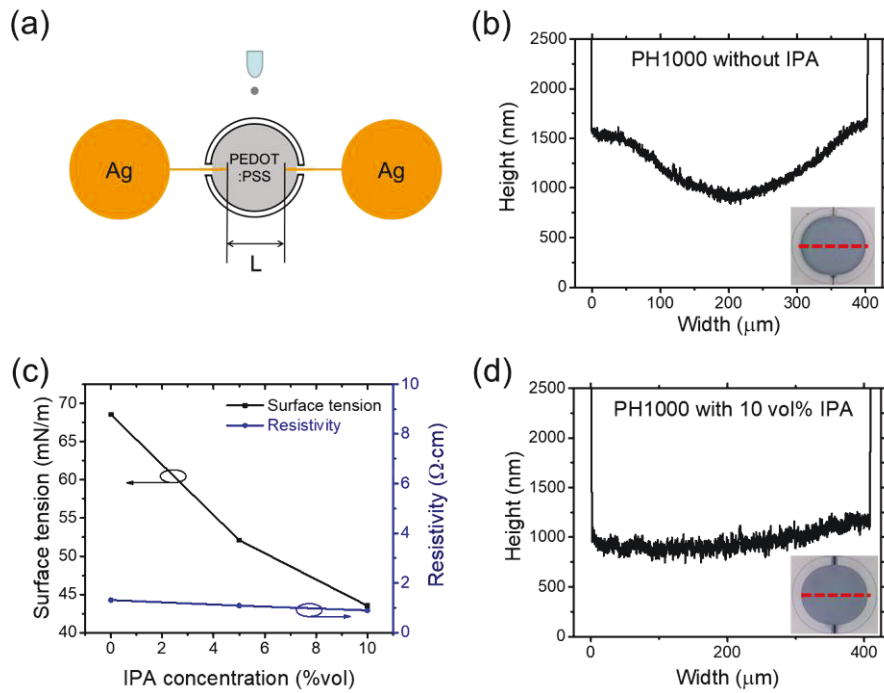 (a)
Ag
PEDOT
:PSS
Ag
L
(b)
PH1000 without IPA
2500
2000
1500
1000
500
0
Height (nm)
0 100 200 300 400
Width (μm)
(c)
Surface tension
Resistivity
70
65
60
55
50
45
40
Surface tension (mN/m)
10
8
6
4
2
0
Resistivity (Ω·cm)
0 2 4 6 8 10
IPA concentration (%vol)
(d)
PH1000 with 10 vol% IPA
2500
2000
1500
1000
500
0
Height (nm)
0 200 400
Width (μm)